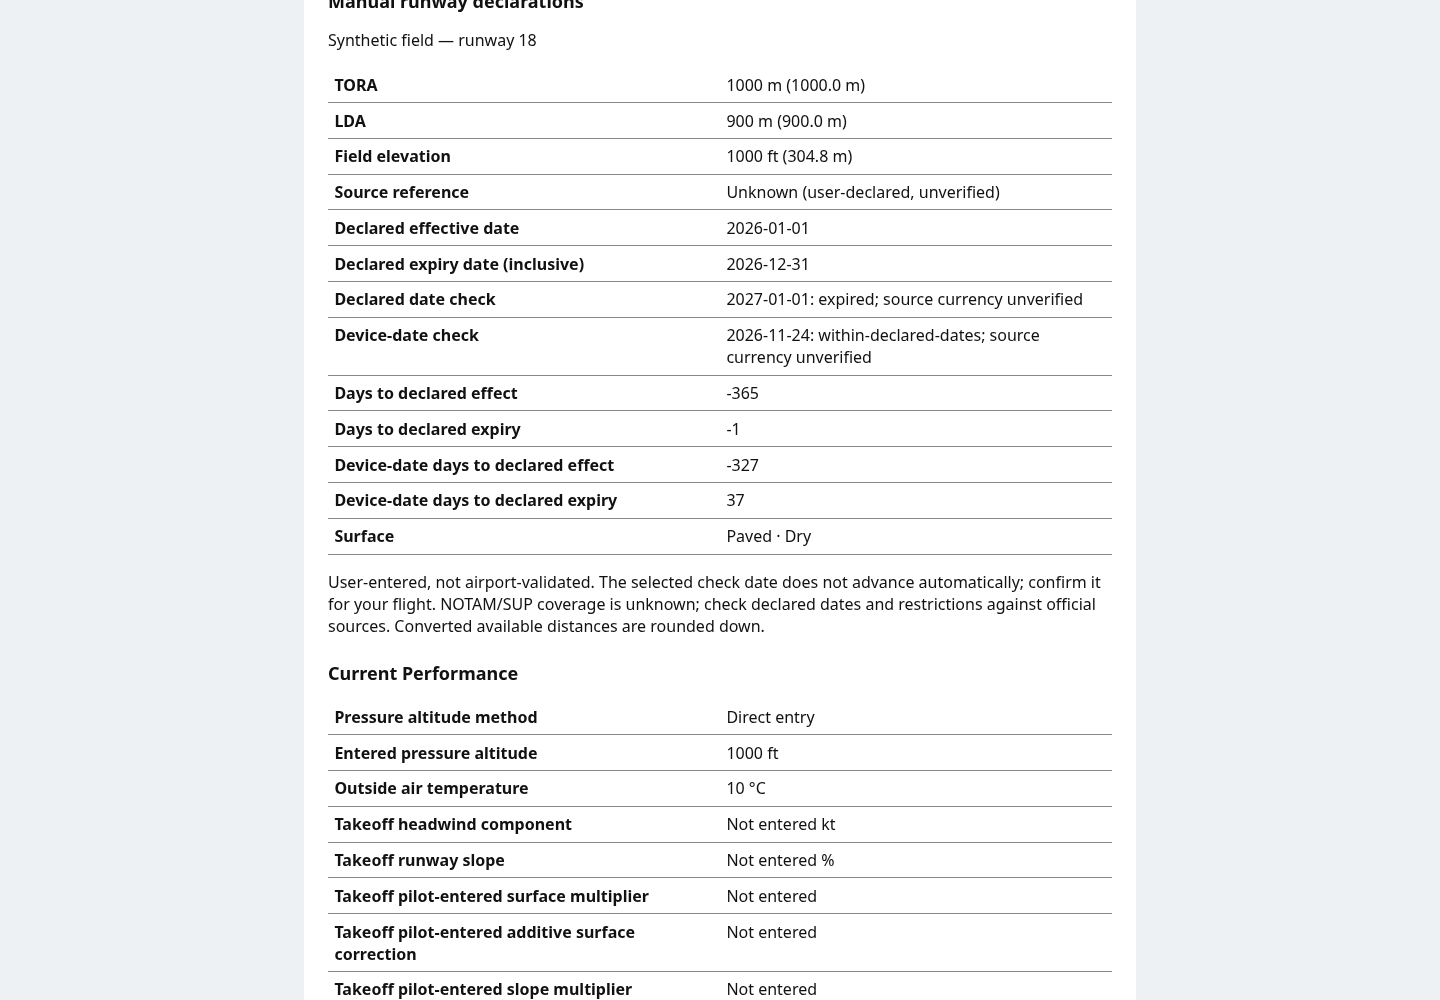 Manual runway declarations
Synthetic field — runway 18
TORA 1000 m (1000.0 m)
LDA 900 m (900.0 m)
Field elevation 1000 ft (304.8 m)
Source reference Unknown (user-declared, unverified)
Declared effective date 2026-01-01
Declared expiry date (inclusive) 2026-12-31
Declared date check 2027-01-01: expired; source currency unverified
Device-date check 2026-11-24: within-declared-dates; source
currency unverified
Days to declared effect -365
Days to declared expiry -1
Device-date days to declared effect -327
Device-date days to declared expiry 37
Surface Paved · Dry
User-entered, not airport-validated. The selected check date does not advance automatically; confirm it
for your flight. NOTAM/SUP coverage is unknown; check declared dates and restrictions against official
sources. Converted available distances are rounded down.
Current Performance
Pressure altitude method Direct entry
Entered pressure altitude 1000 ft
Outside air temperature 10 °C
Takeoff headwind component Not entered kt
Takeoff runway slope Not entered %
Takeoff pilot-entered surface multiplier Not entered
Takeoff pilot-entered additive surface Not entered
correction
Takeoff pilot-entered slope multiplier Not entered